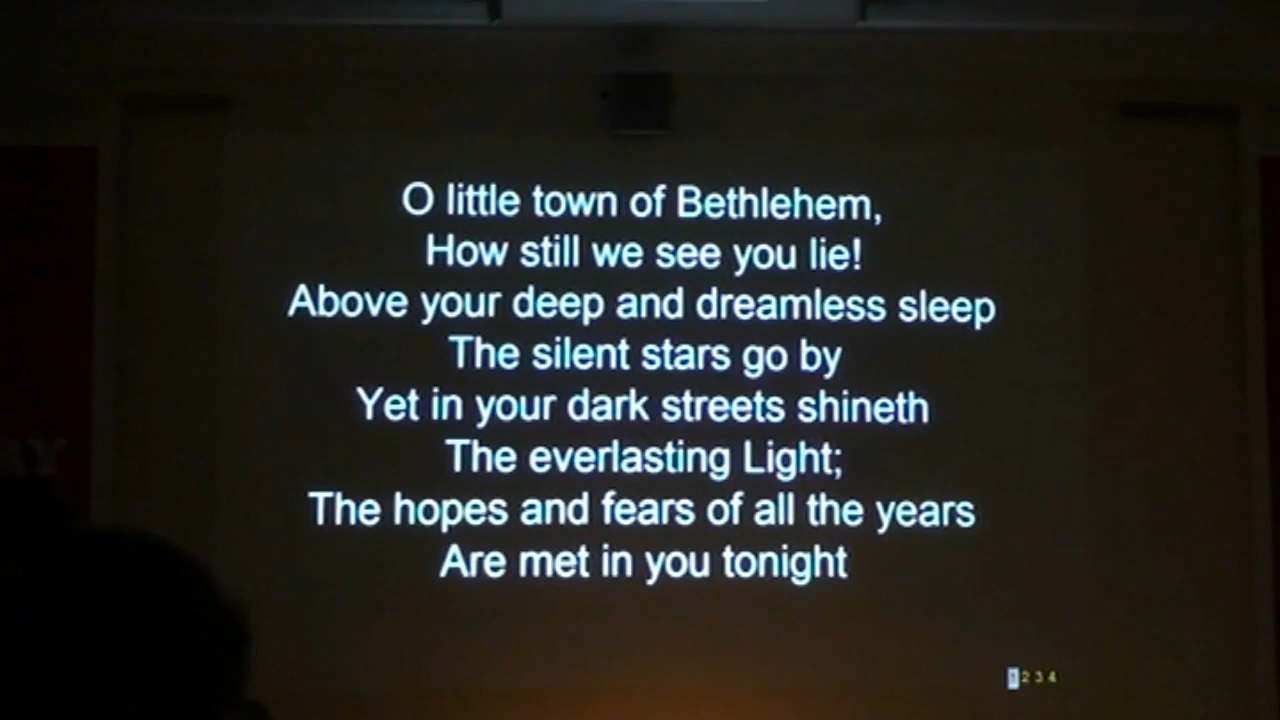 O little town of Bethlehem,
How still we see you lie!
Above your deep and dreamless sleep
The silent stars go by
Yet in your dark streets shineth
The everlasting Light;
The hopes and fears of all the years
Are met in you tonight
AY
1 2 3 4